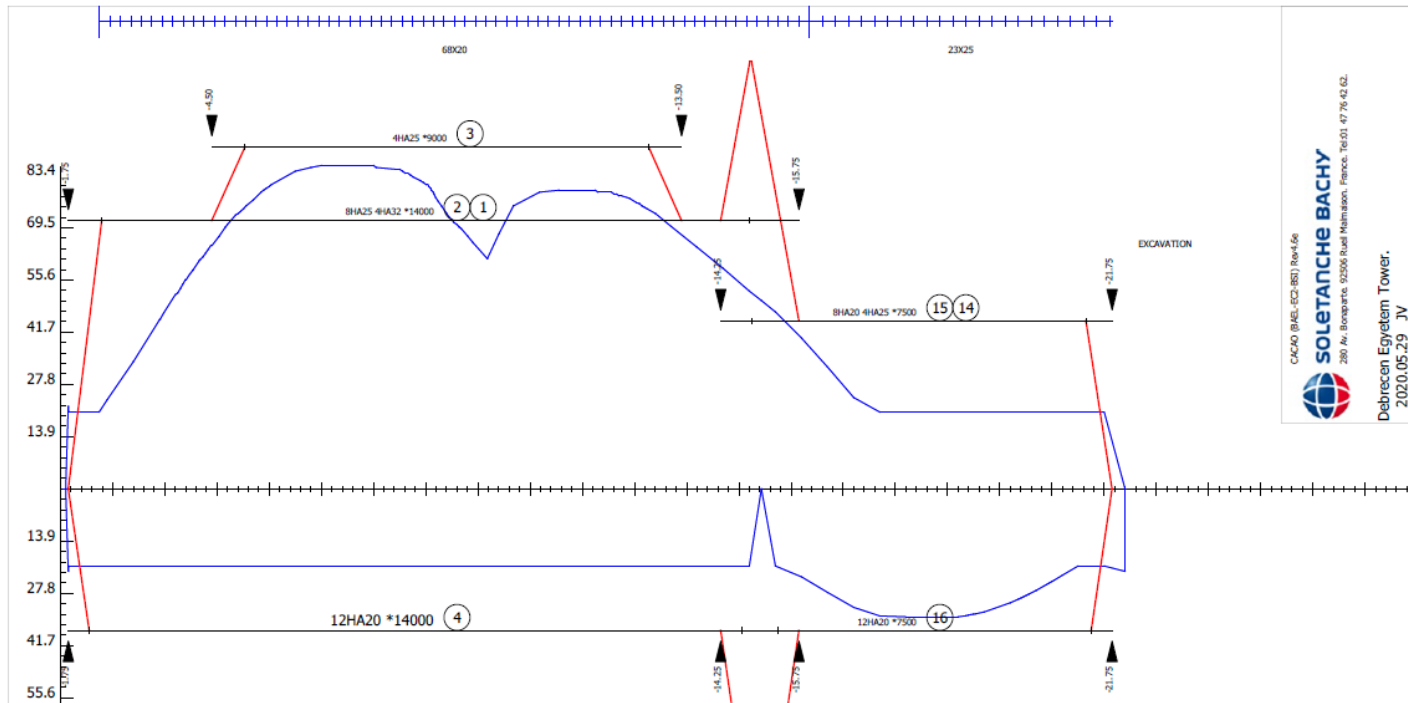 68X20
23X25
-4.50
-13.50
4HA25 *9000
3
83.4
-1.75
-15.75
8HA25 4HA32 *14000
2
1
69.5
EXCAVATION
55.6
-14.25
-21.75
8HA20 4HA25 *7500
15
14
41.7
27.8
13.9
13.9
27.8
12HA20 *14000
4
12HA20 *7500
16
41.7
-14.25
-15.75
-21.75
55.6
CACAO (BAEL-EC2-BSI) Rev4.6e
SOLETANCHE BACHY
280 Av. Bonaparte. 92506 Rueil Malmaison. France. Tel:01 47 76 42 62.
Debrecen Egyetem Tower.
2020.05.29 JV